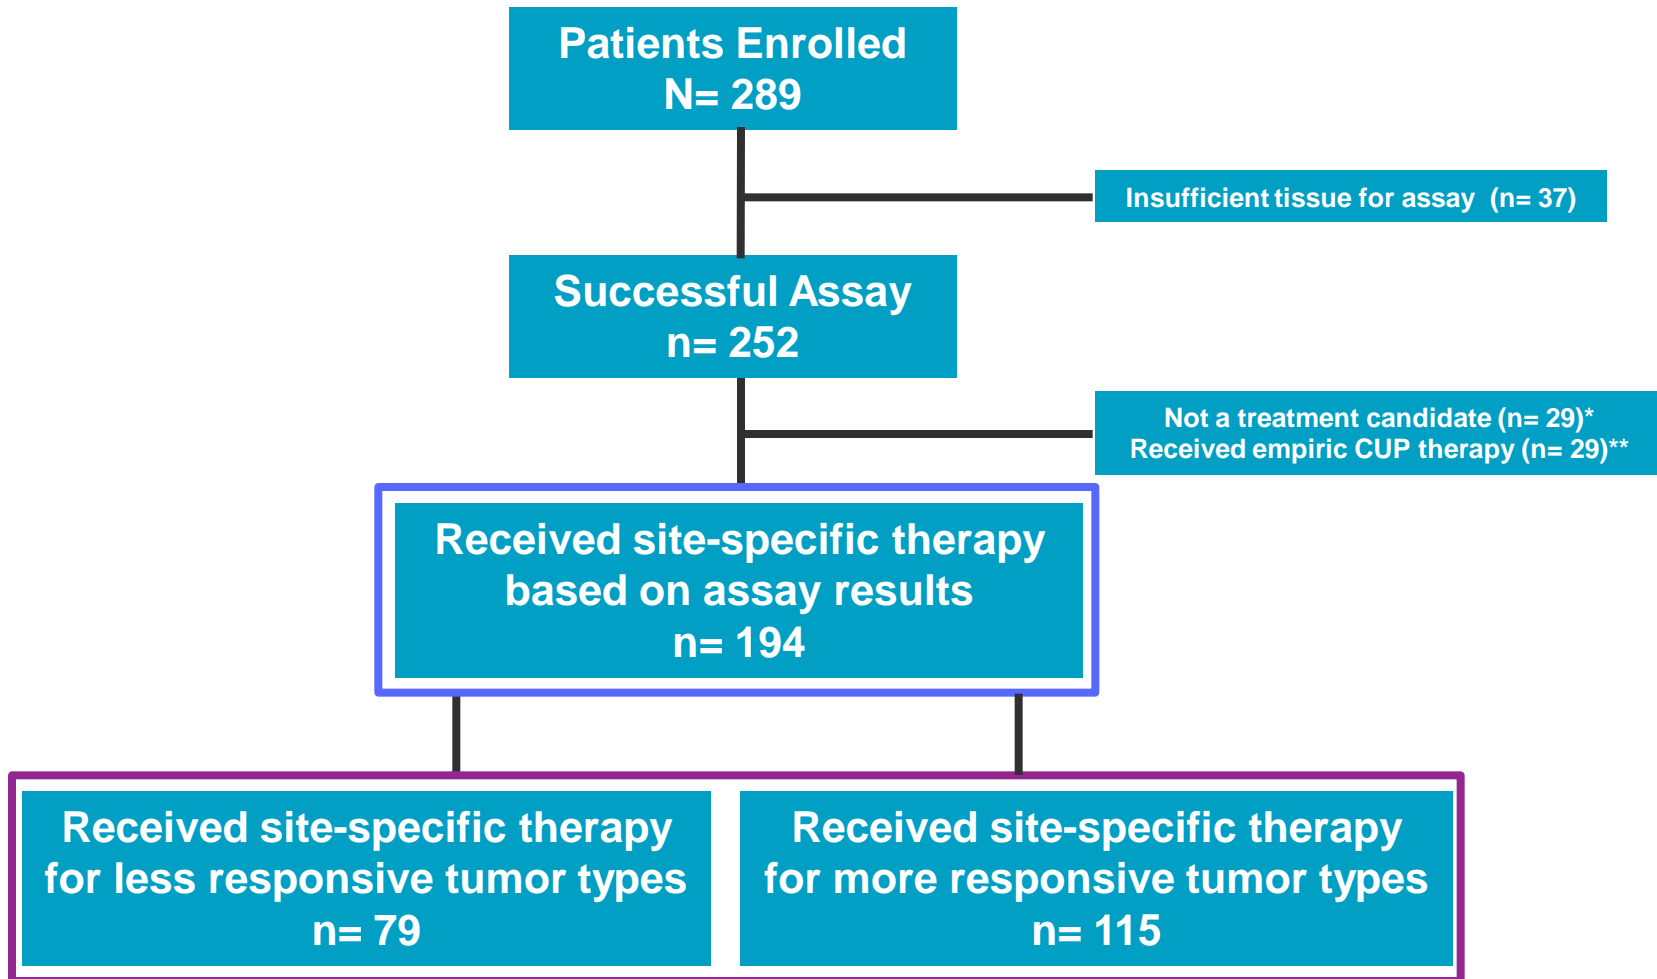 Patients Enrolled
N= 289
Insufficient tissue for assay (n= 37)
Successful Assay
n= 252
Not a treatment candidate (n= 29)*
Received empiric CUP therapy (n= 29)**
Received site-specific therapy
based on assay results
n= 194
Received site-specific therapy
for less responsive tumor types
n= 79
Received site-specific therapy
for more responsive tumor types
n= 115